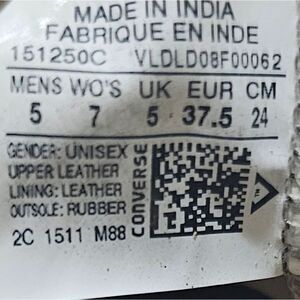 MADE IN INDIA
FABRIQUE EN INDE
151250C VLDLD08F00062
MENS WO'S UK EUR CM
5 7 5 37.5 24
GENDER: UNISEX
UPPER LEATHER
LINING: LEATHER
OUTSOLE: RUBBER
2C 1511 M88
CONVERSE